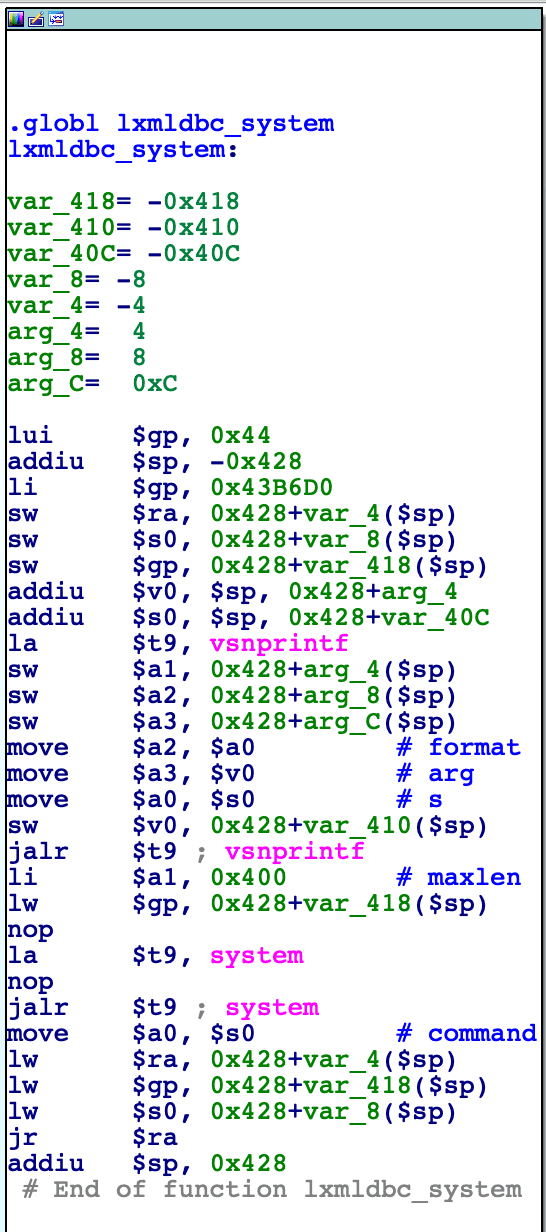 .globl lxmldbc_system
lxmldbc_system:
var_418= -0x418
var_410= -0x410
var_40C= -0x40C
var_8= -8
var_4= -4
arg_4=  4
arg_8=  8
arg_C=  0xC
lui     $gp, 0x44
addiu   $sp, -0x428
li      $gp, 0x43B6D0
sw      $ra, 0x428+var_4($sp)
sw      $s0, 0x428+var_8($sp)
sw      $gp, 0x428+var_418($sp)
addiu   $v0, $sp, 0x428+arg_4
addiu   $s0, $sp, 0x428+var_40C
la      $t9, vsnprintf
sw      $a1, 0x428+arg_4($sp)
sw      $a2, 0x428+arg_8($sp)
sw      $a3, 0x428+arg_C($sp)
move    $a2, $a0         # format
move    $a3, $v0         # arg
move    $a0, $s0         # s
sw      $v0, 0x428+var_410($sp)
jalr    $t9 ; vsnprintf
li      $a1, 0x400       # maxlen
lw      $gp, 0x428+var_418($sp)
nop
la      $t9, system
nop
jalr    $t9 ; system
move    $a0, $s0         # command
lw      $ra, 0x428+var_4($sp)
lw      $gp, 0x428+var_418($sp)
lw      $s0, 0x428+var_8($sp)
jr      $ra
addiu   $sp, 0x428
# End of function lxmldbc_system